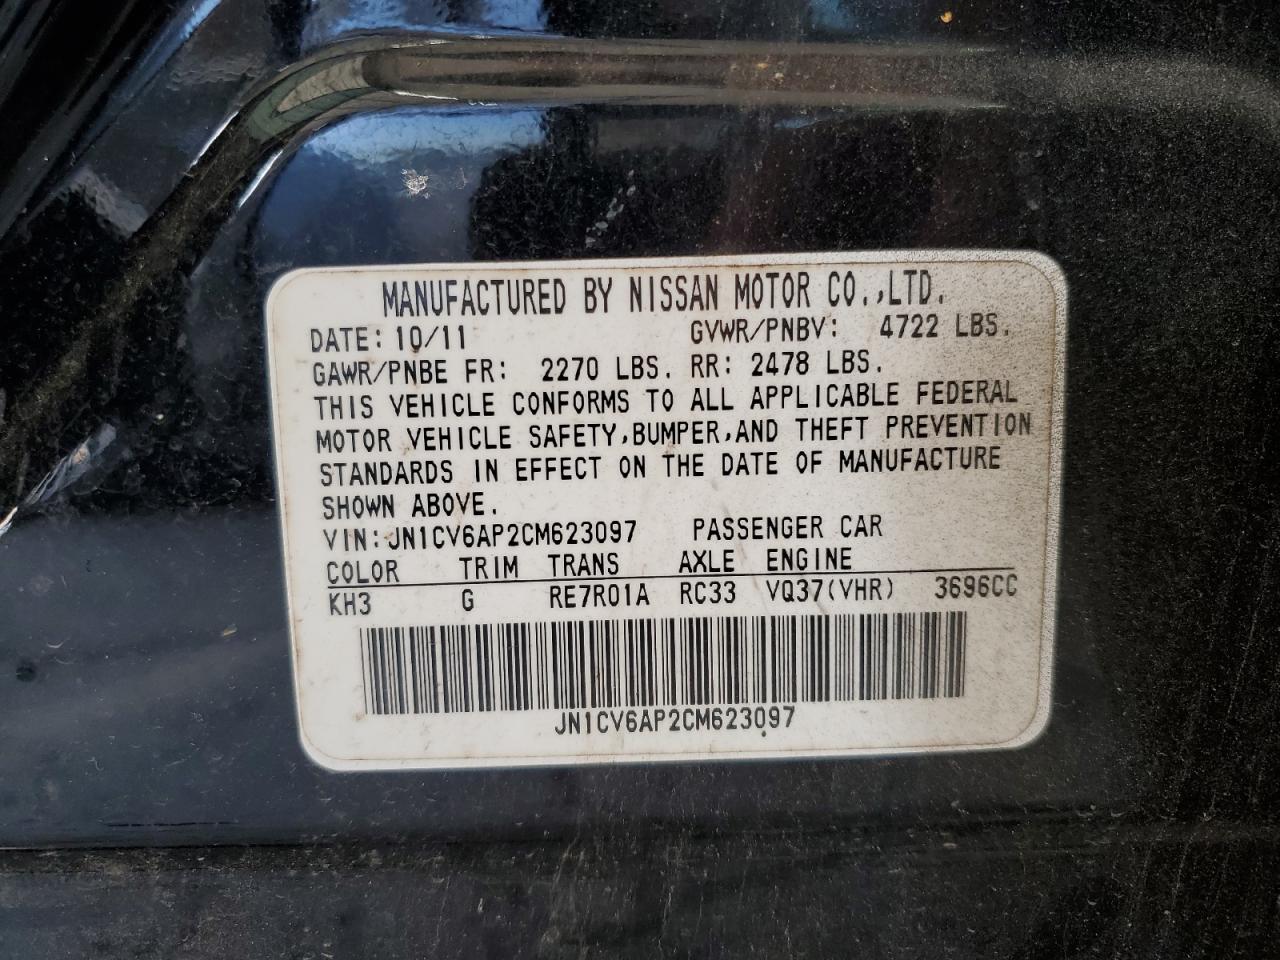 MANUFACTURED BY NISSAN MOTOR CO.,LTD.
DATE: 10/11 GVWR/PNBV: 4722 LBS.
GAWR/PNBE FR: 2270 LBS. RR: 2478 LBS.
THIS VEHICLE CONFORMS TO ALL APPLICABLE FEDERAL
MOTOR VEHICLE SAFETY,BUMPER,AND THEFT PREVENTION
STANDARDS IN EFFECT ON THE DATE OF MANUFACTURE
SHOWN ABOVE.
VIN:JN1CV6AP2CM623097 PASSENGER CAR
COLOR TRIM TRANS AXLE ENGINE
KH3 G RE7R01A RC33 VQ37(VHR) 3696CC
JN1CV6AP2CM623097